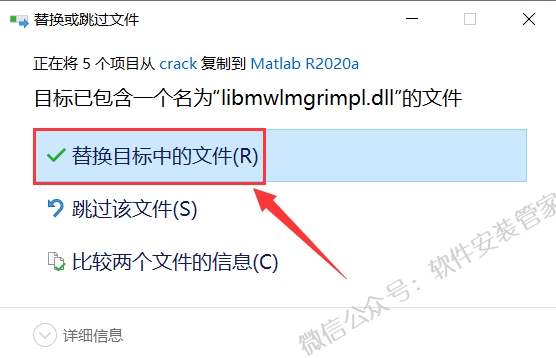 替换或跳过文件
正在将 5 个项目从 crack 复制到 Matlab R2020a
目标已包含一个名为“libmwlmgrimpl.dll”的文件
替换目标中的文件(R)
跳过该文件(S)
比较两个文件的信息(C)
详细信息
微信公众号：软件安装管家